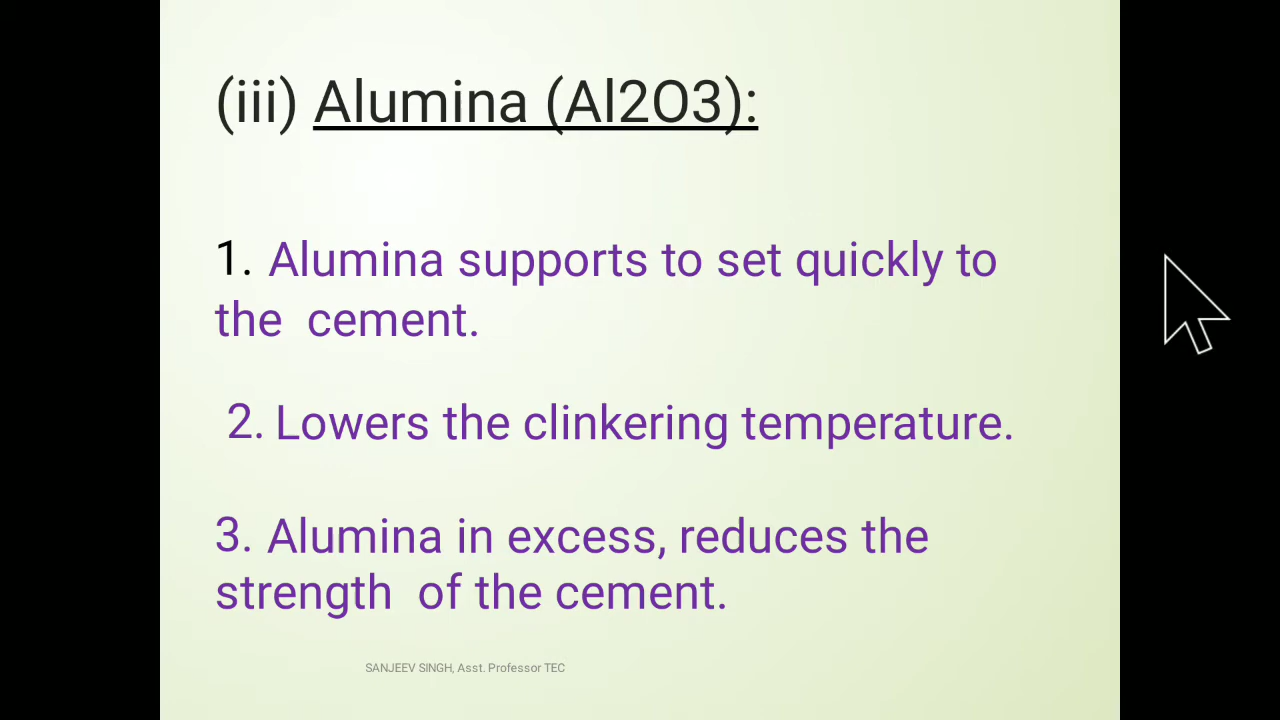 (iii) Alumina (Al2O3):
1. Alumina supports to set quickly to
the cement.
2. Lowers the clinkering temperature.
3. Alumina in excess, reduces the
strength of the cement.
SANJEEV SINGH, Asst. Professor TEC